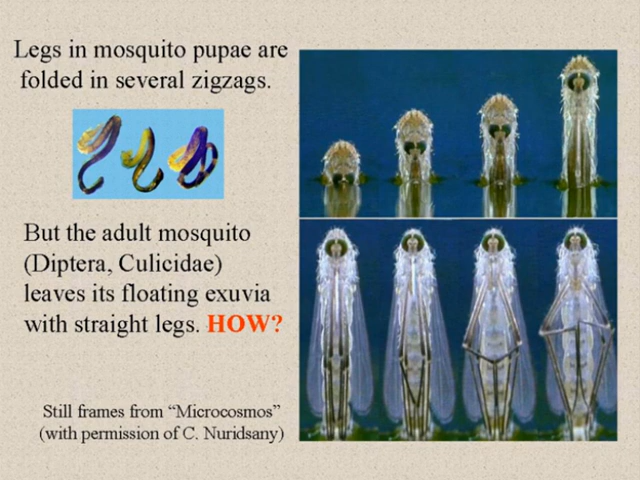 Legs in mosquito pupae are
folded in several zigzags.
But the adult mosquito
(Diptera, Culicidae)
leaves its floating exuvia
with straight legs. HOW?
Still frames from “Microcosmos”
(with permission of C. Nuridsany)